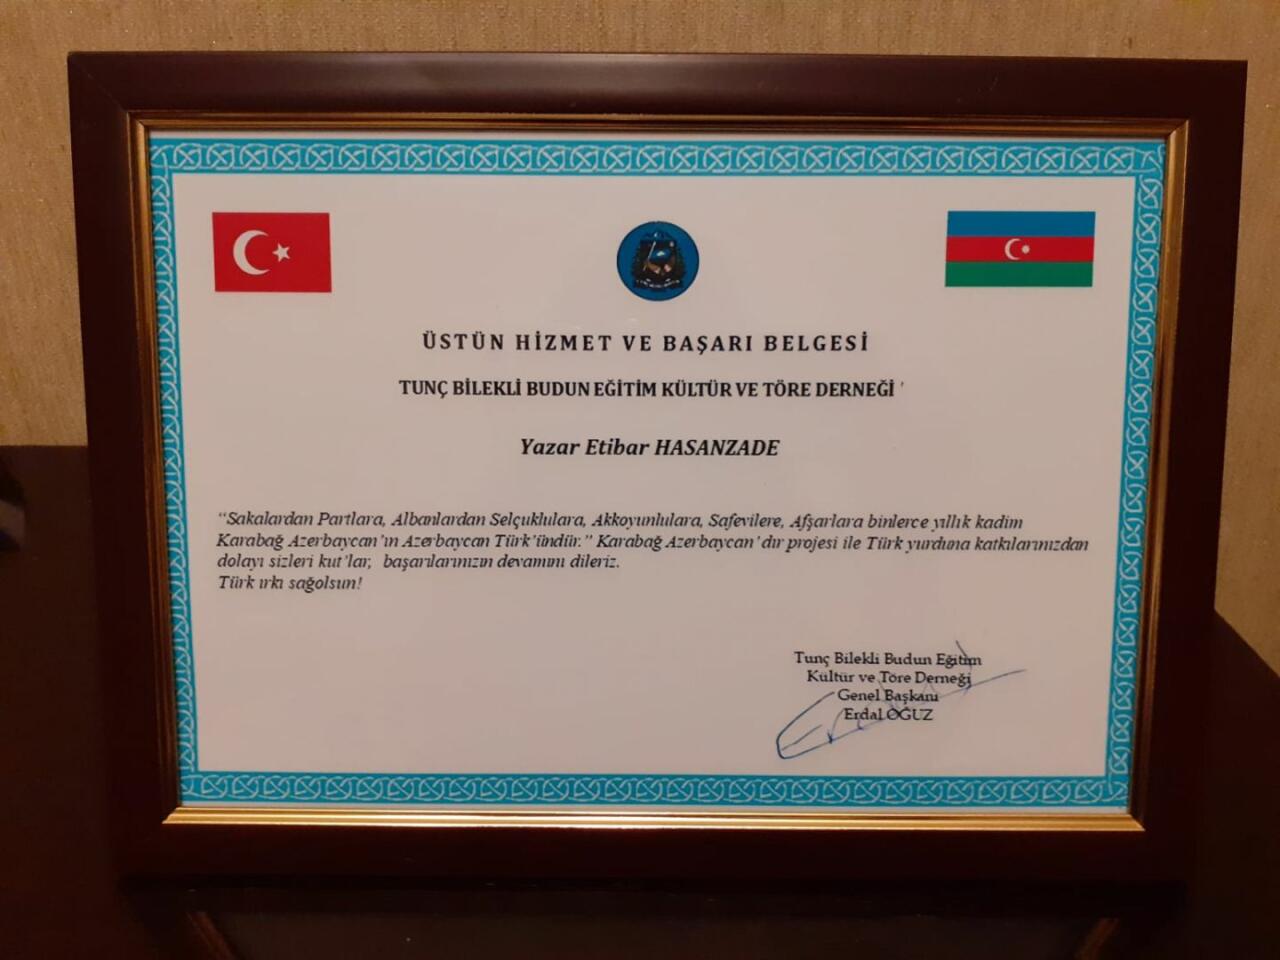 ÜSTÜN HİZMET VE BAŞARI BELGESİ
TUNÇ BİLEKLİ BUDUN EĞİTİM KÜLTÜR VE TÖRE DERNEĞİ
Yazar Etibar HASANZADE
“Sakalardan Partlara, Albanlardan Selçuklulara, Akkoyunlulara, Safevilere, Afşarlara binlerce yıllık kadim
Karabağ Azerbaycan’ın Azerbaycan Türk’ündür.” Karabağ Azerbaycan’dır projesi ile Türk yurduna katkılarınızdan
dolayı sizleri kut’lar, başarılarınızın devamını dileriz.
Türk ırkı sağolsun!
Tunç Bilekli Budun Eğitim
Kültür ve Töre Derneği
Genel Başkanı
Erdal OĞUZ